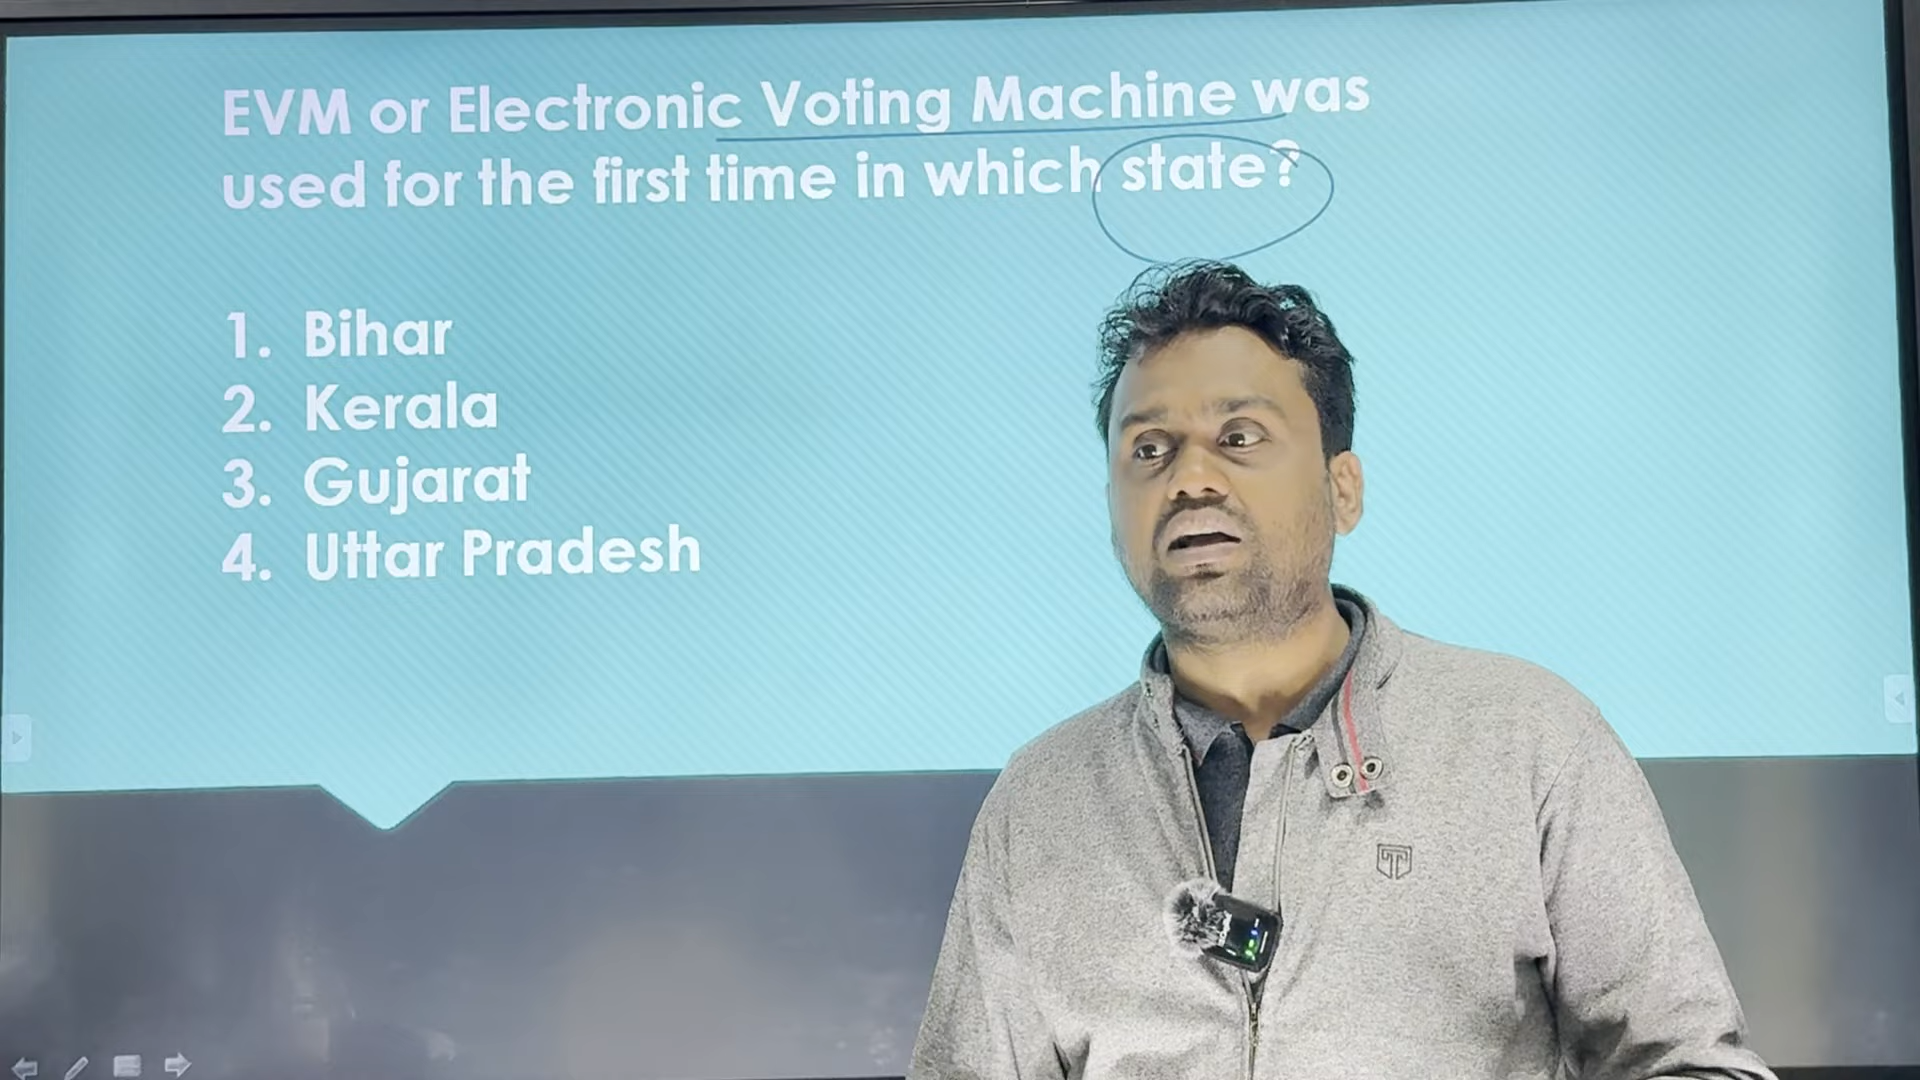 EVM or Electronic Voting Machine was
used for the first time in which state?
1. Bihar
2. Kerala
3. Gujarat
4. Uttar Pradesh